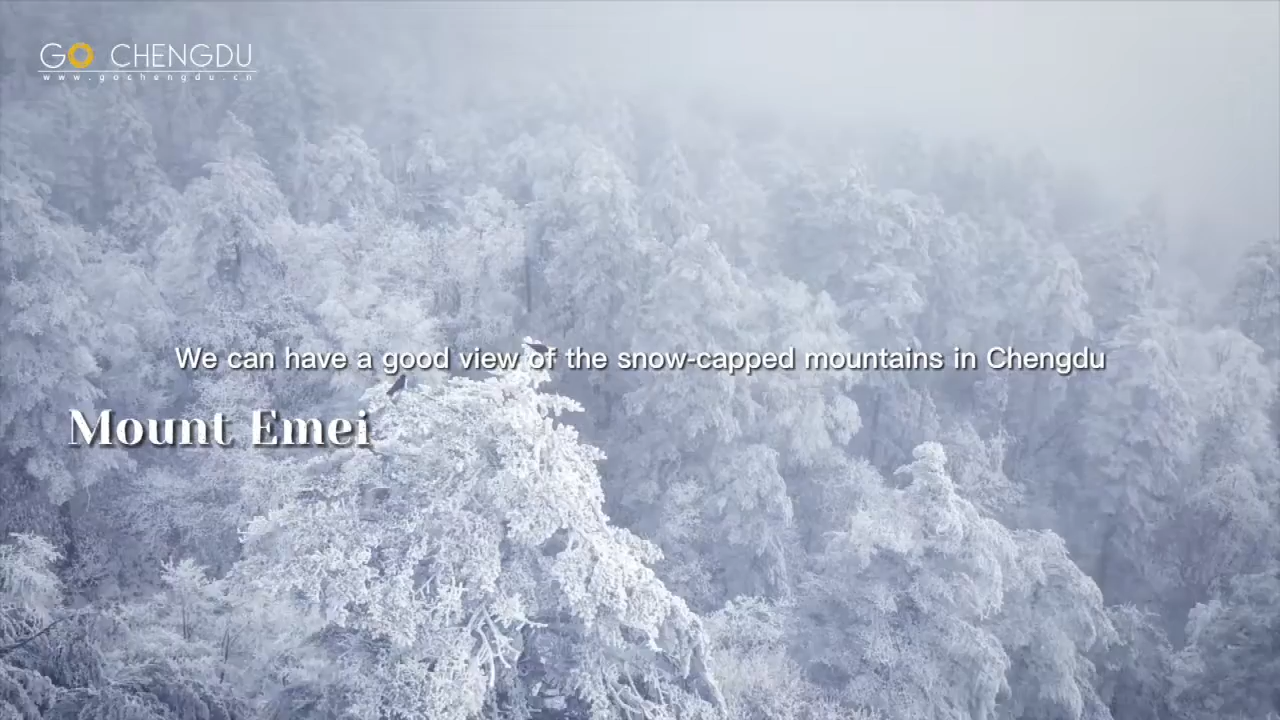 GO CHENGDU
www.gochengdu.cn
We can have a good view of the snow-capped mountains in Chengdu
Mount Emei